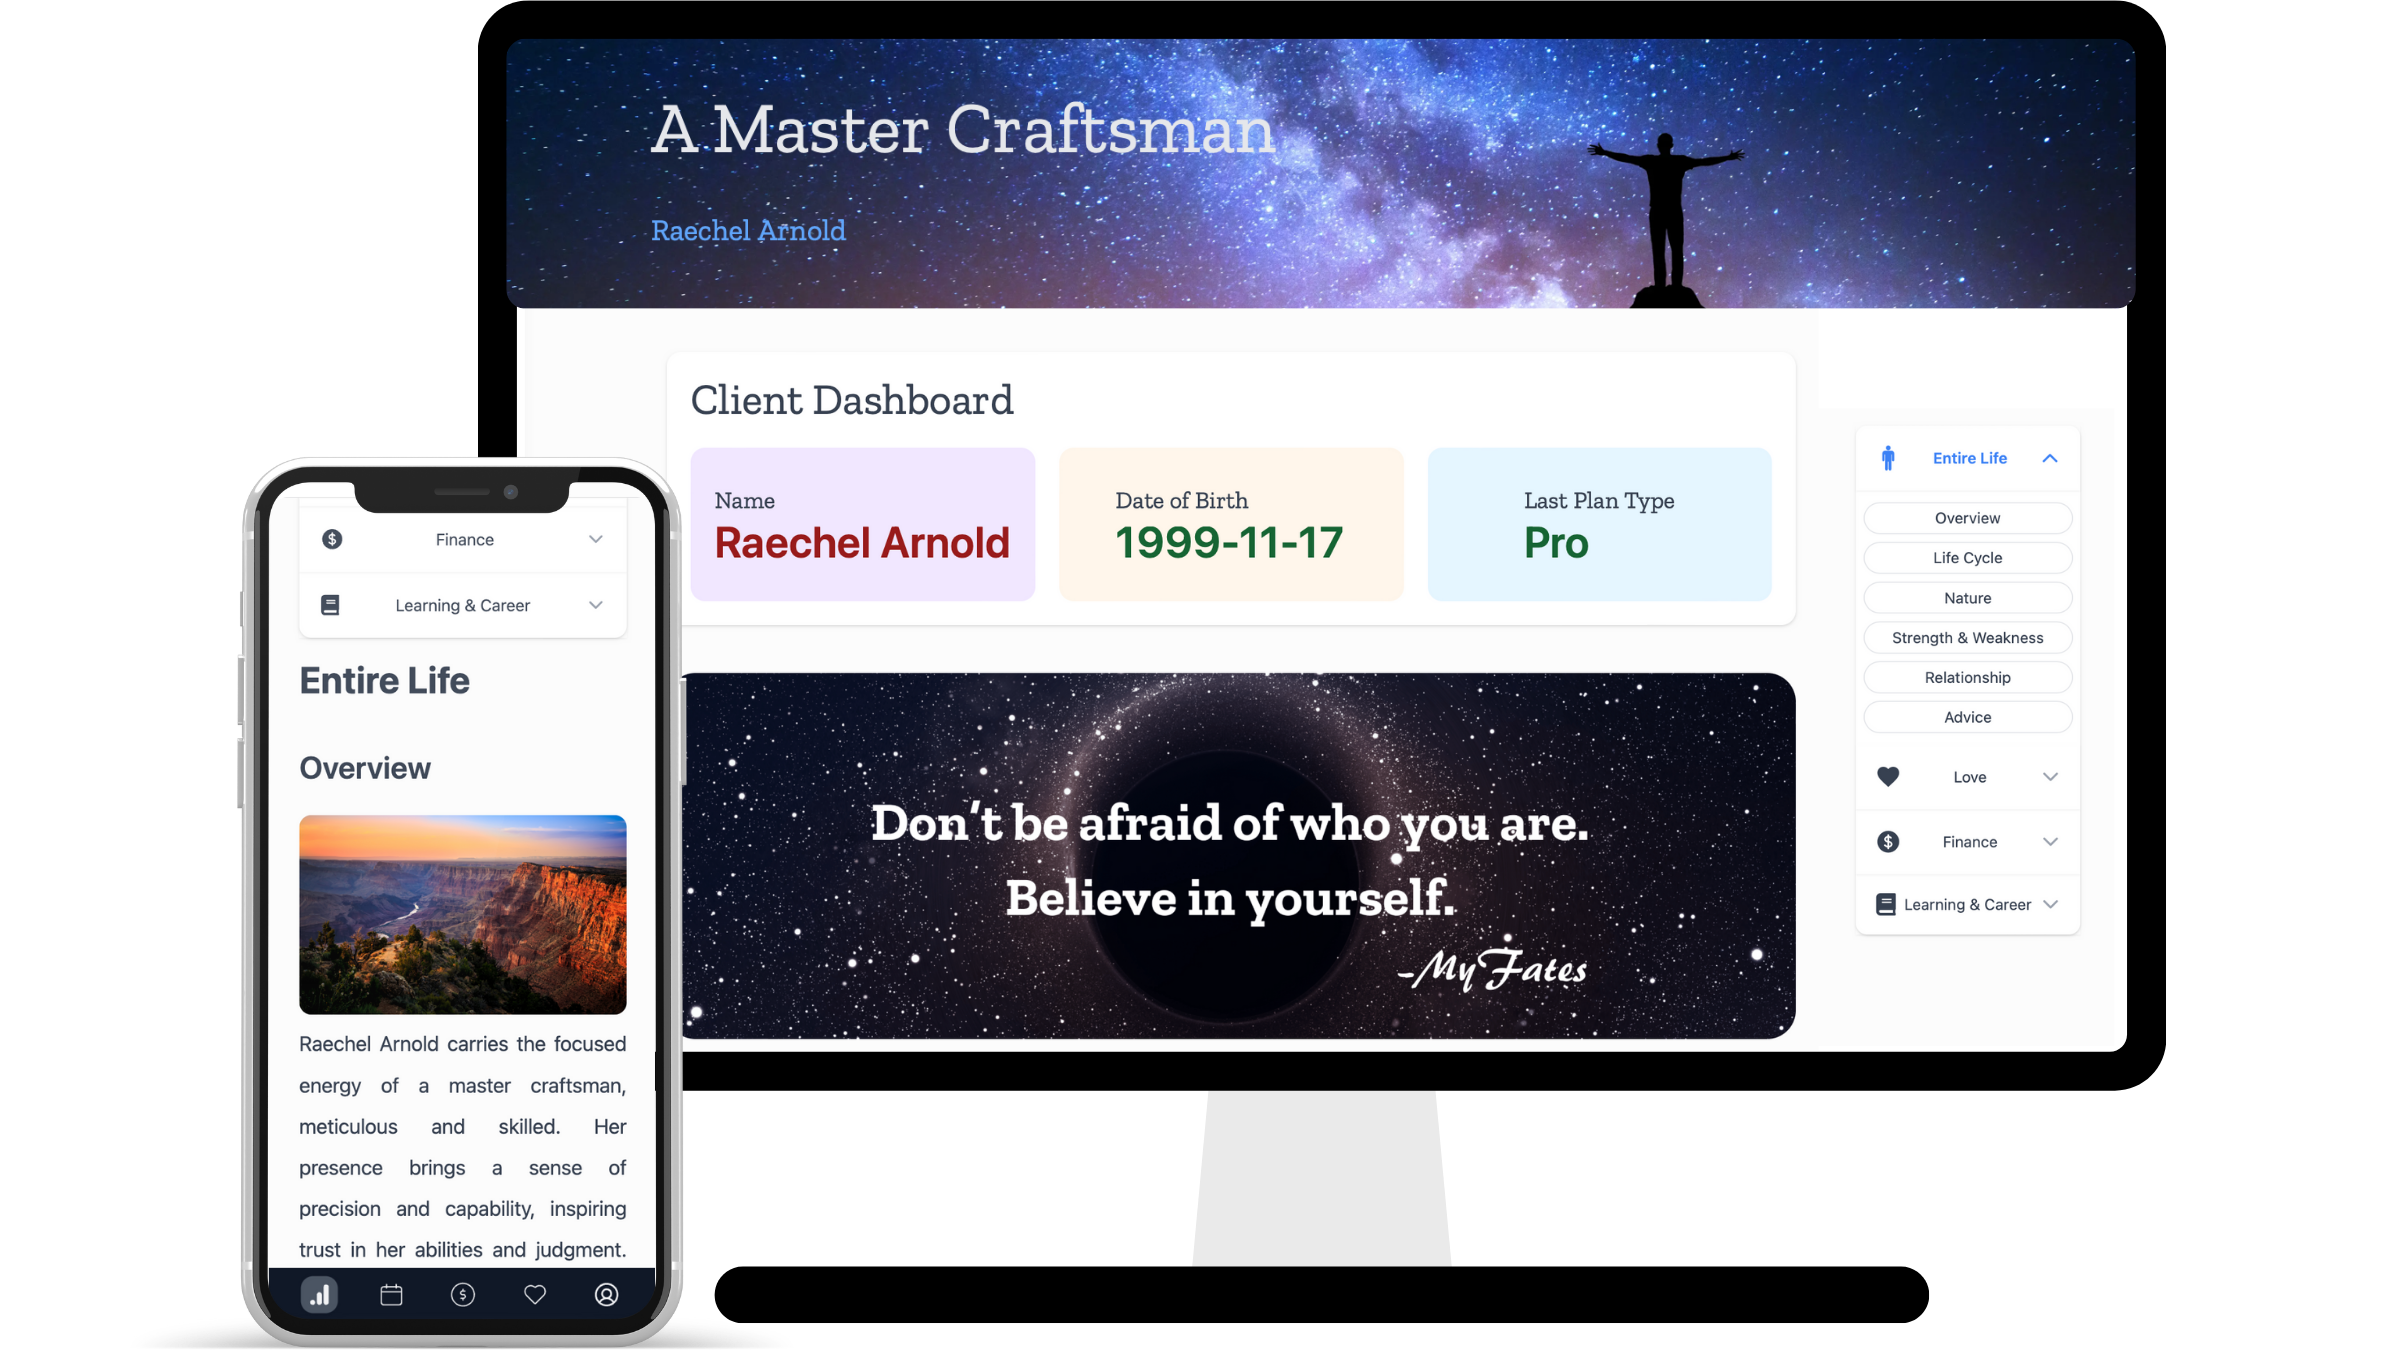 A Master Craftsman
Raechel Arnold
Client Dashboard
Name
Raechel Arnold
Date of Birth
1999-11-17
Last Plan Type
Pro
Don't be afraid of who you are.
Believe in yourself.
-MyFates
Entire Life
Overview
Life Cycle
Nature
Strength & Weakness
Relationship
Advice
Love
Finance
Learning & Career
Finance
Learning & Career
Entire Life
Overview
Raechel Arnold carries the focused
energy of a master craftsman,
meticulous and skilled. Her
presence brings a sense of
precision and capability, inspiring
trust in her abilities and judgment.